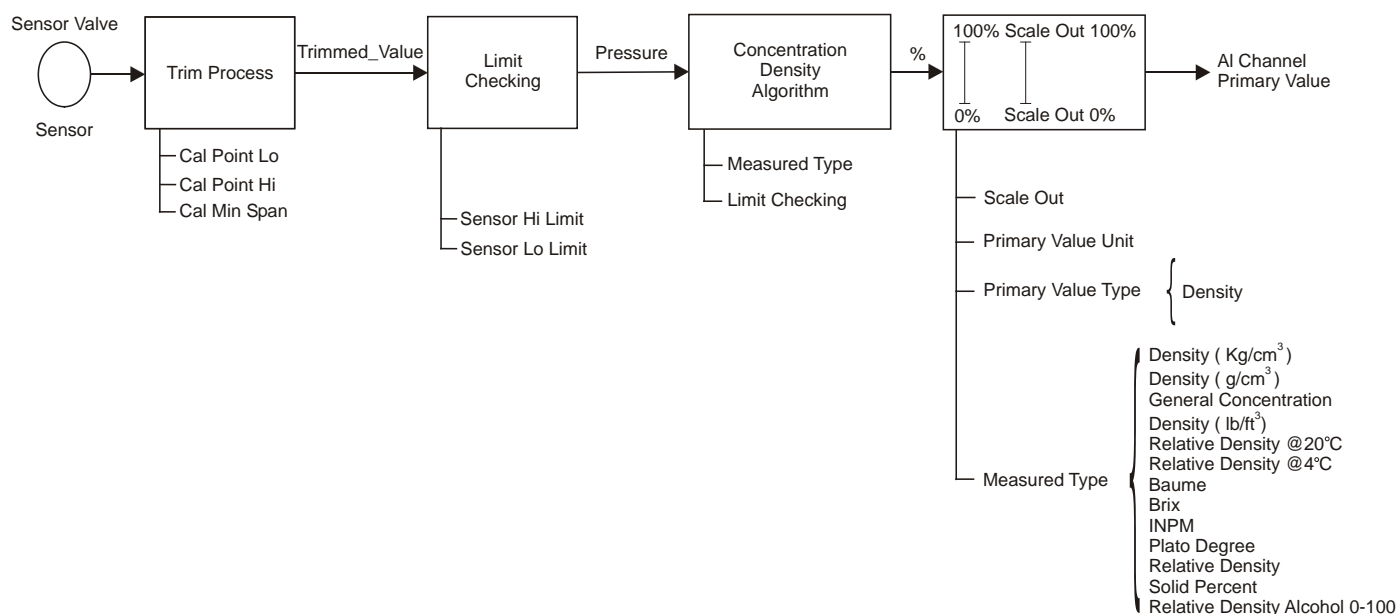 Sensor Valve
Sensor
Trim Process
Cal Point Lo
Cal Point Hi
Cal Min Span
Trimmed_Value
Limit
Checking
Sensor Hi Limit
Sensor Lo Limit
Pressure
Concentration
Density
Algorithm
Measured Type
Limit Checking
%
100% Scale Out 100%
0% Scale Out 0%
AI Channel
Primary Value
Scale Out
Primary Value Unit
Primary Value Type { Density
Measured Type {
Density ( Kg/cm³ )
Density ( g/cm³ )
General Concentration
Density ( lb/ft³)
Relative Density @20°C
Relative Density @4°C
Baume
Brix
INPM
Plato Degree
Relative Density
Solid Percent
Relative Density Alcohol 0-100